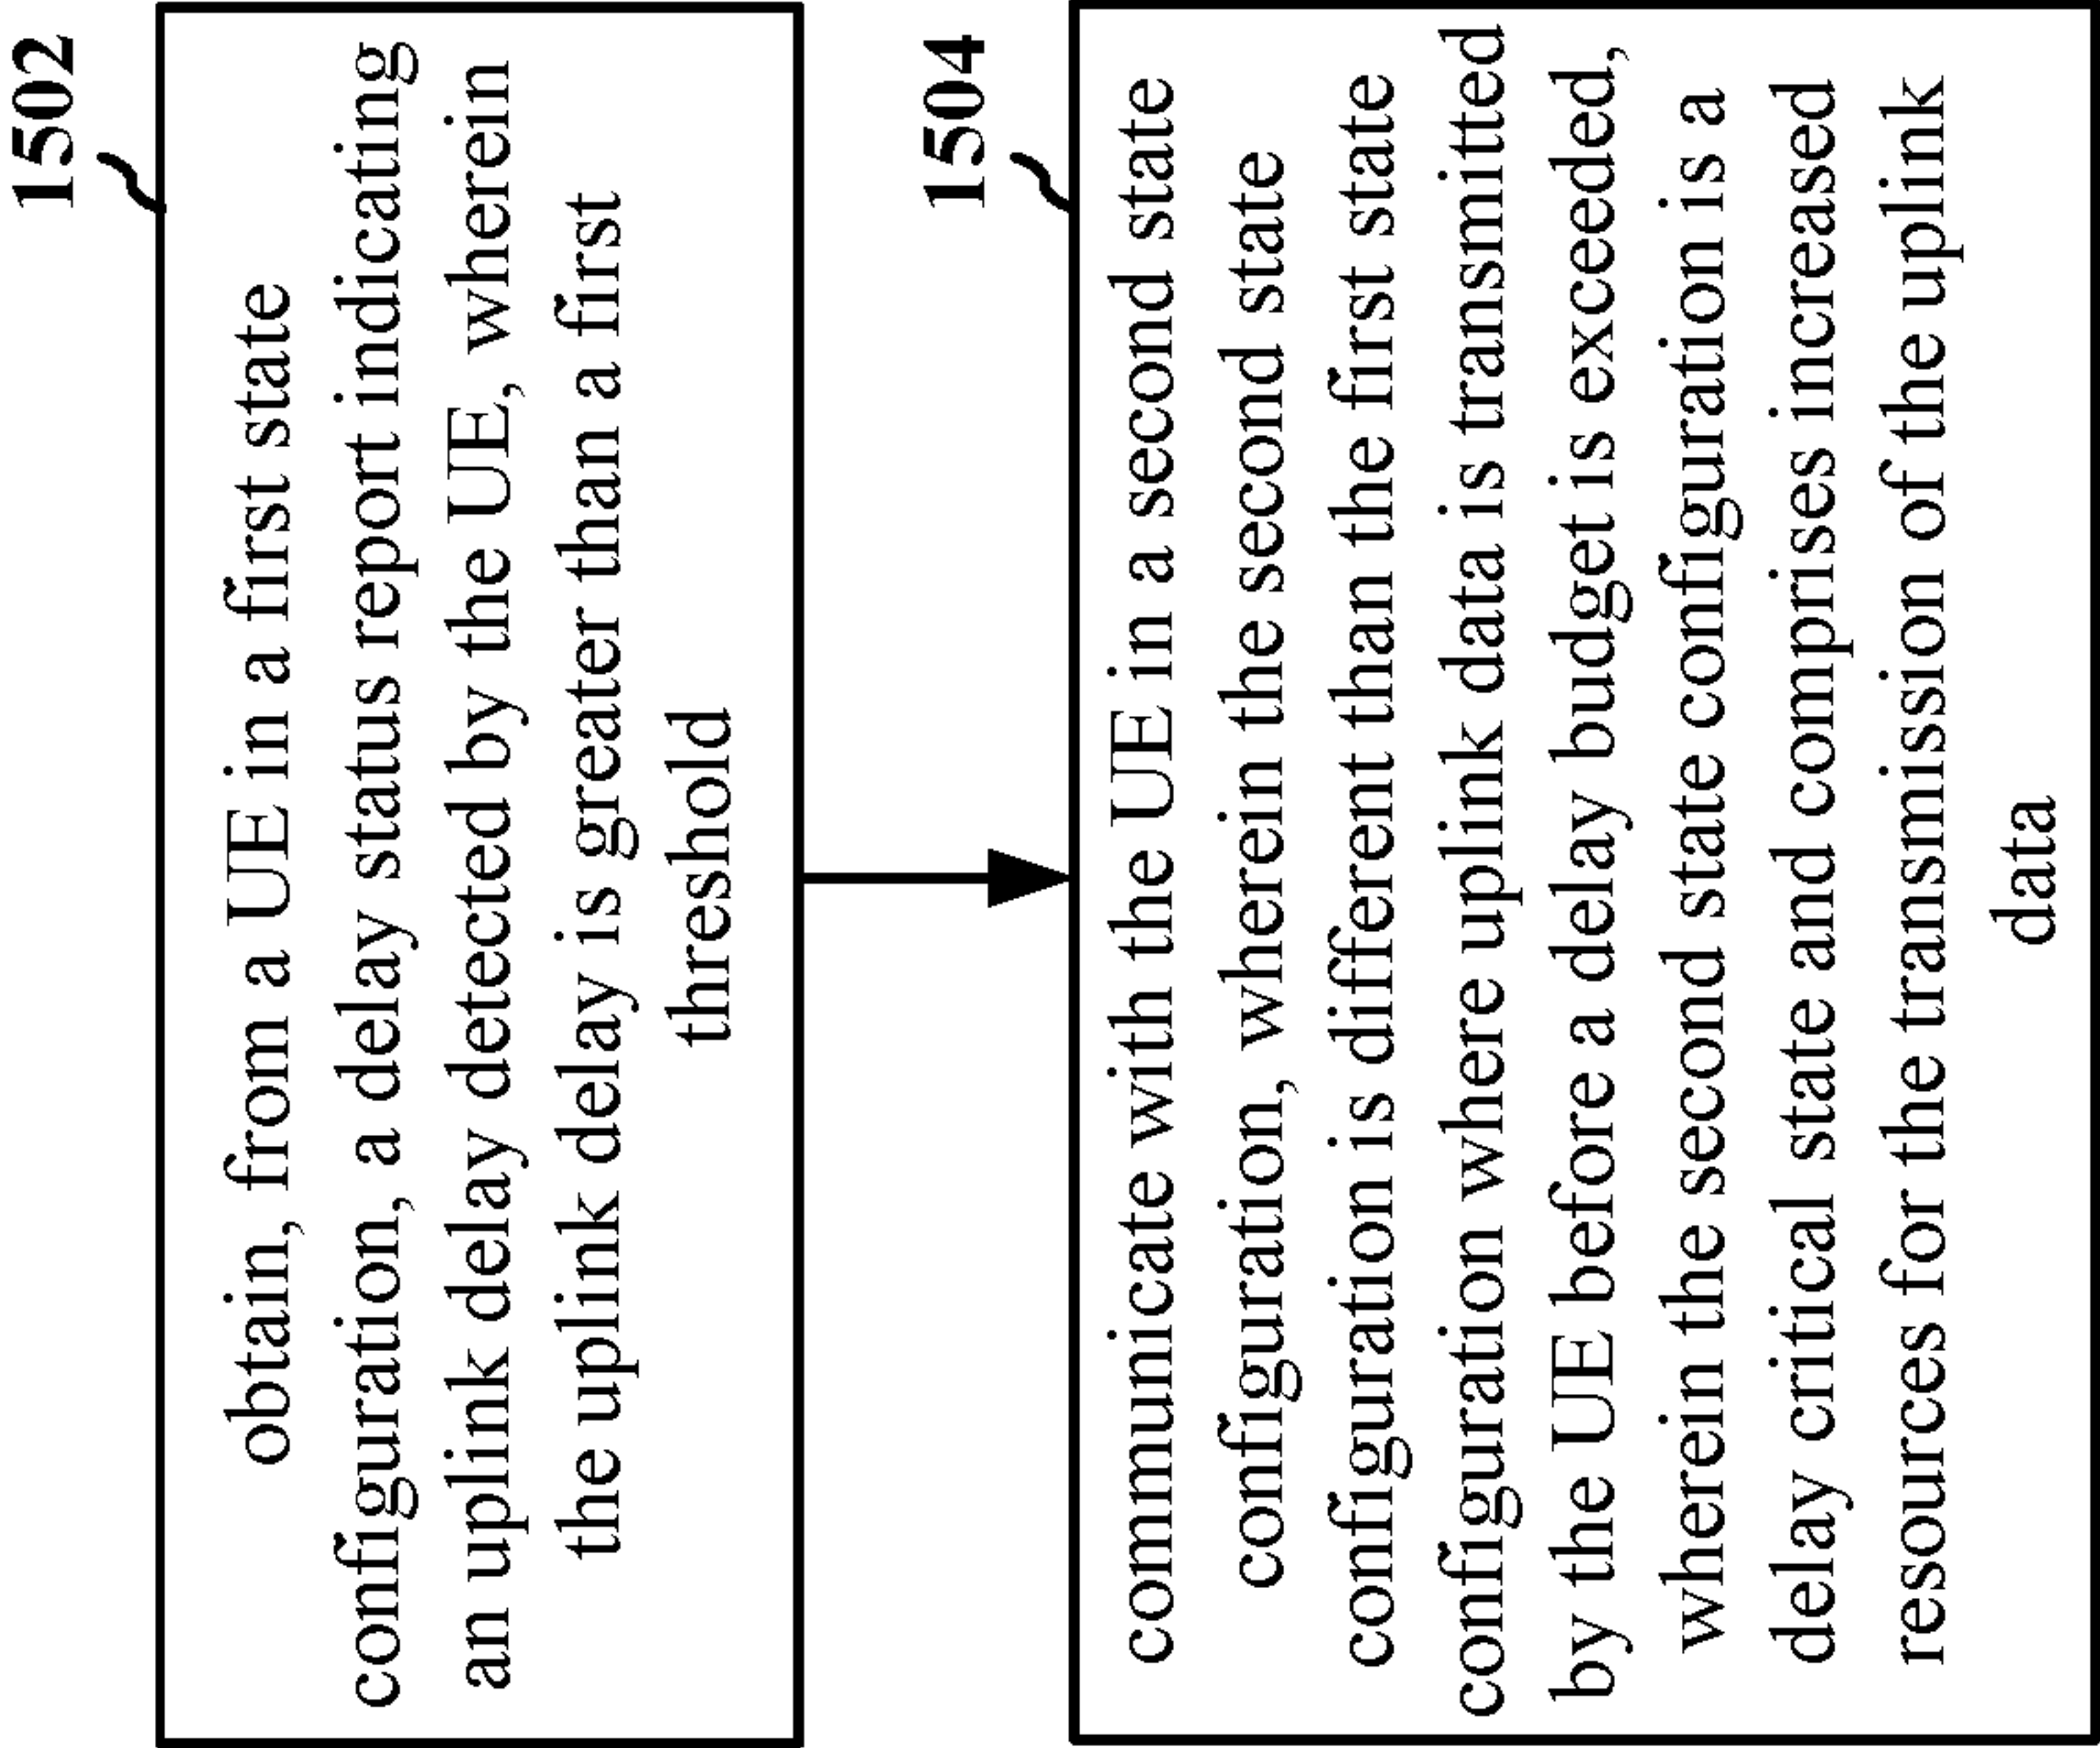 1502
obtain, from a UE in a first state
configuration, a delay status report indicating
an uplink delay detected by the UE, wherein
the uplink delay is greater than a first
threshold
1504
communicate with the UE in a second state
configuration, wherein the second state
configuration is different than the first state
configuration where uplink data is transmitted
by the UE before a delay budget is exceeded,
wherein the second state configuration is a
delay critical state and comprises increased
resources for the transmission of the uplink
data